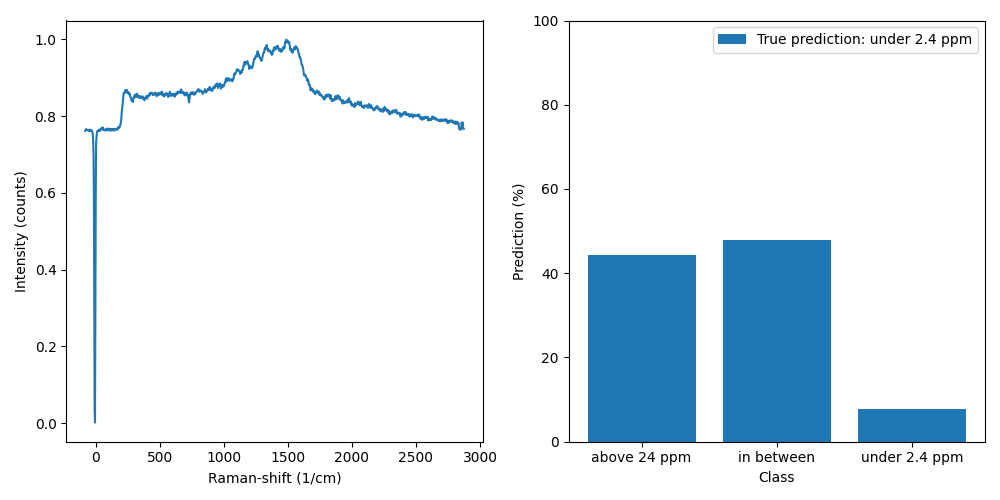 1.0
0.8
0.6
0.4
0.2
0.0
Intensity (counts)
0
500
1000
1500
2000
2500
3000
Raman-shift (1/cm)
100
80
60
40
20
0
Prediction (%)
True prediction: under 2.4 ppm
above 24 ppm
in between
under 2.4 ppm
Class